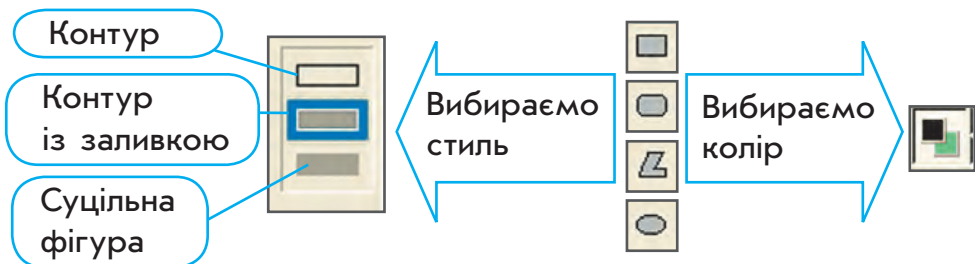 Контур
Контур
із заливкою
Суцільна
фігура
Вибираємо
стиль
Вибираємо
колір